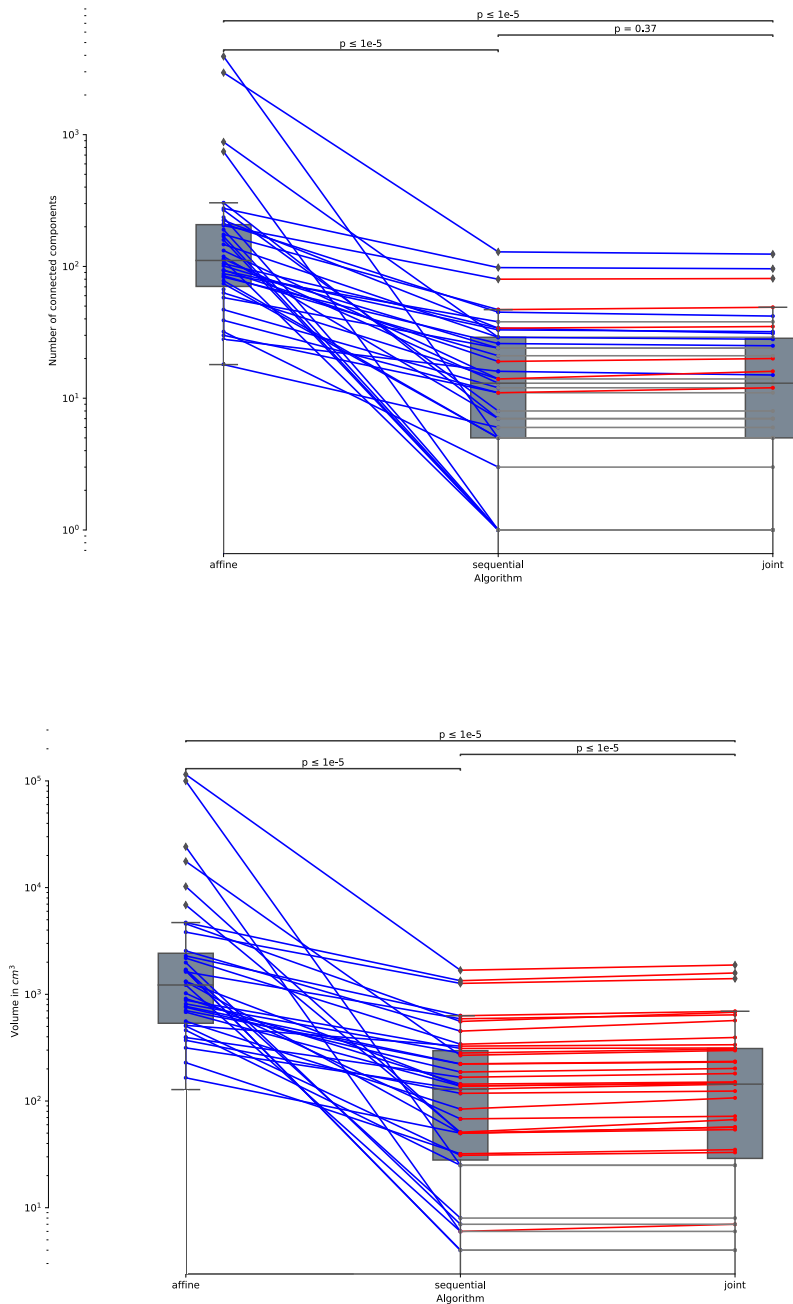 p ≤ 1e-5
p = 0.37
p ≤ 1e-5
10³
10²
10¹
10⁰
Number of connected components
affine
sequential
joint
Algorithm
p ≤ 1e-5
p ≤ 1e-5
p ≤ 1e-5
10⁵
10⁴
10³
10²
10¹
Volume in cm³
affine
sequential
joint
Algorithm